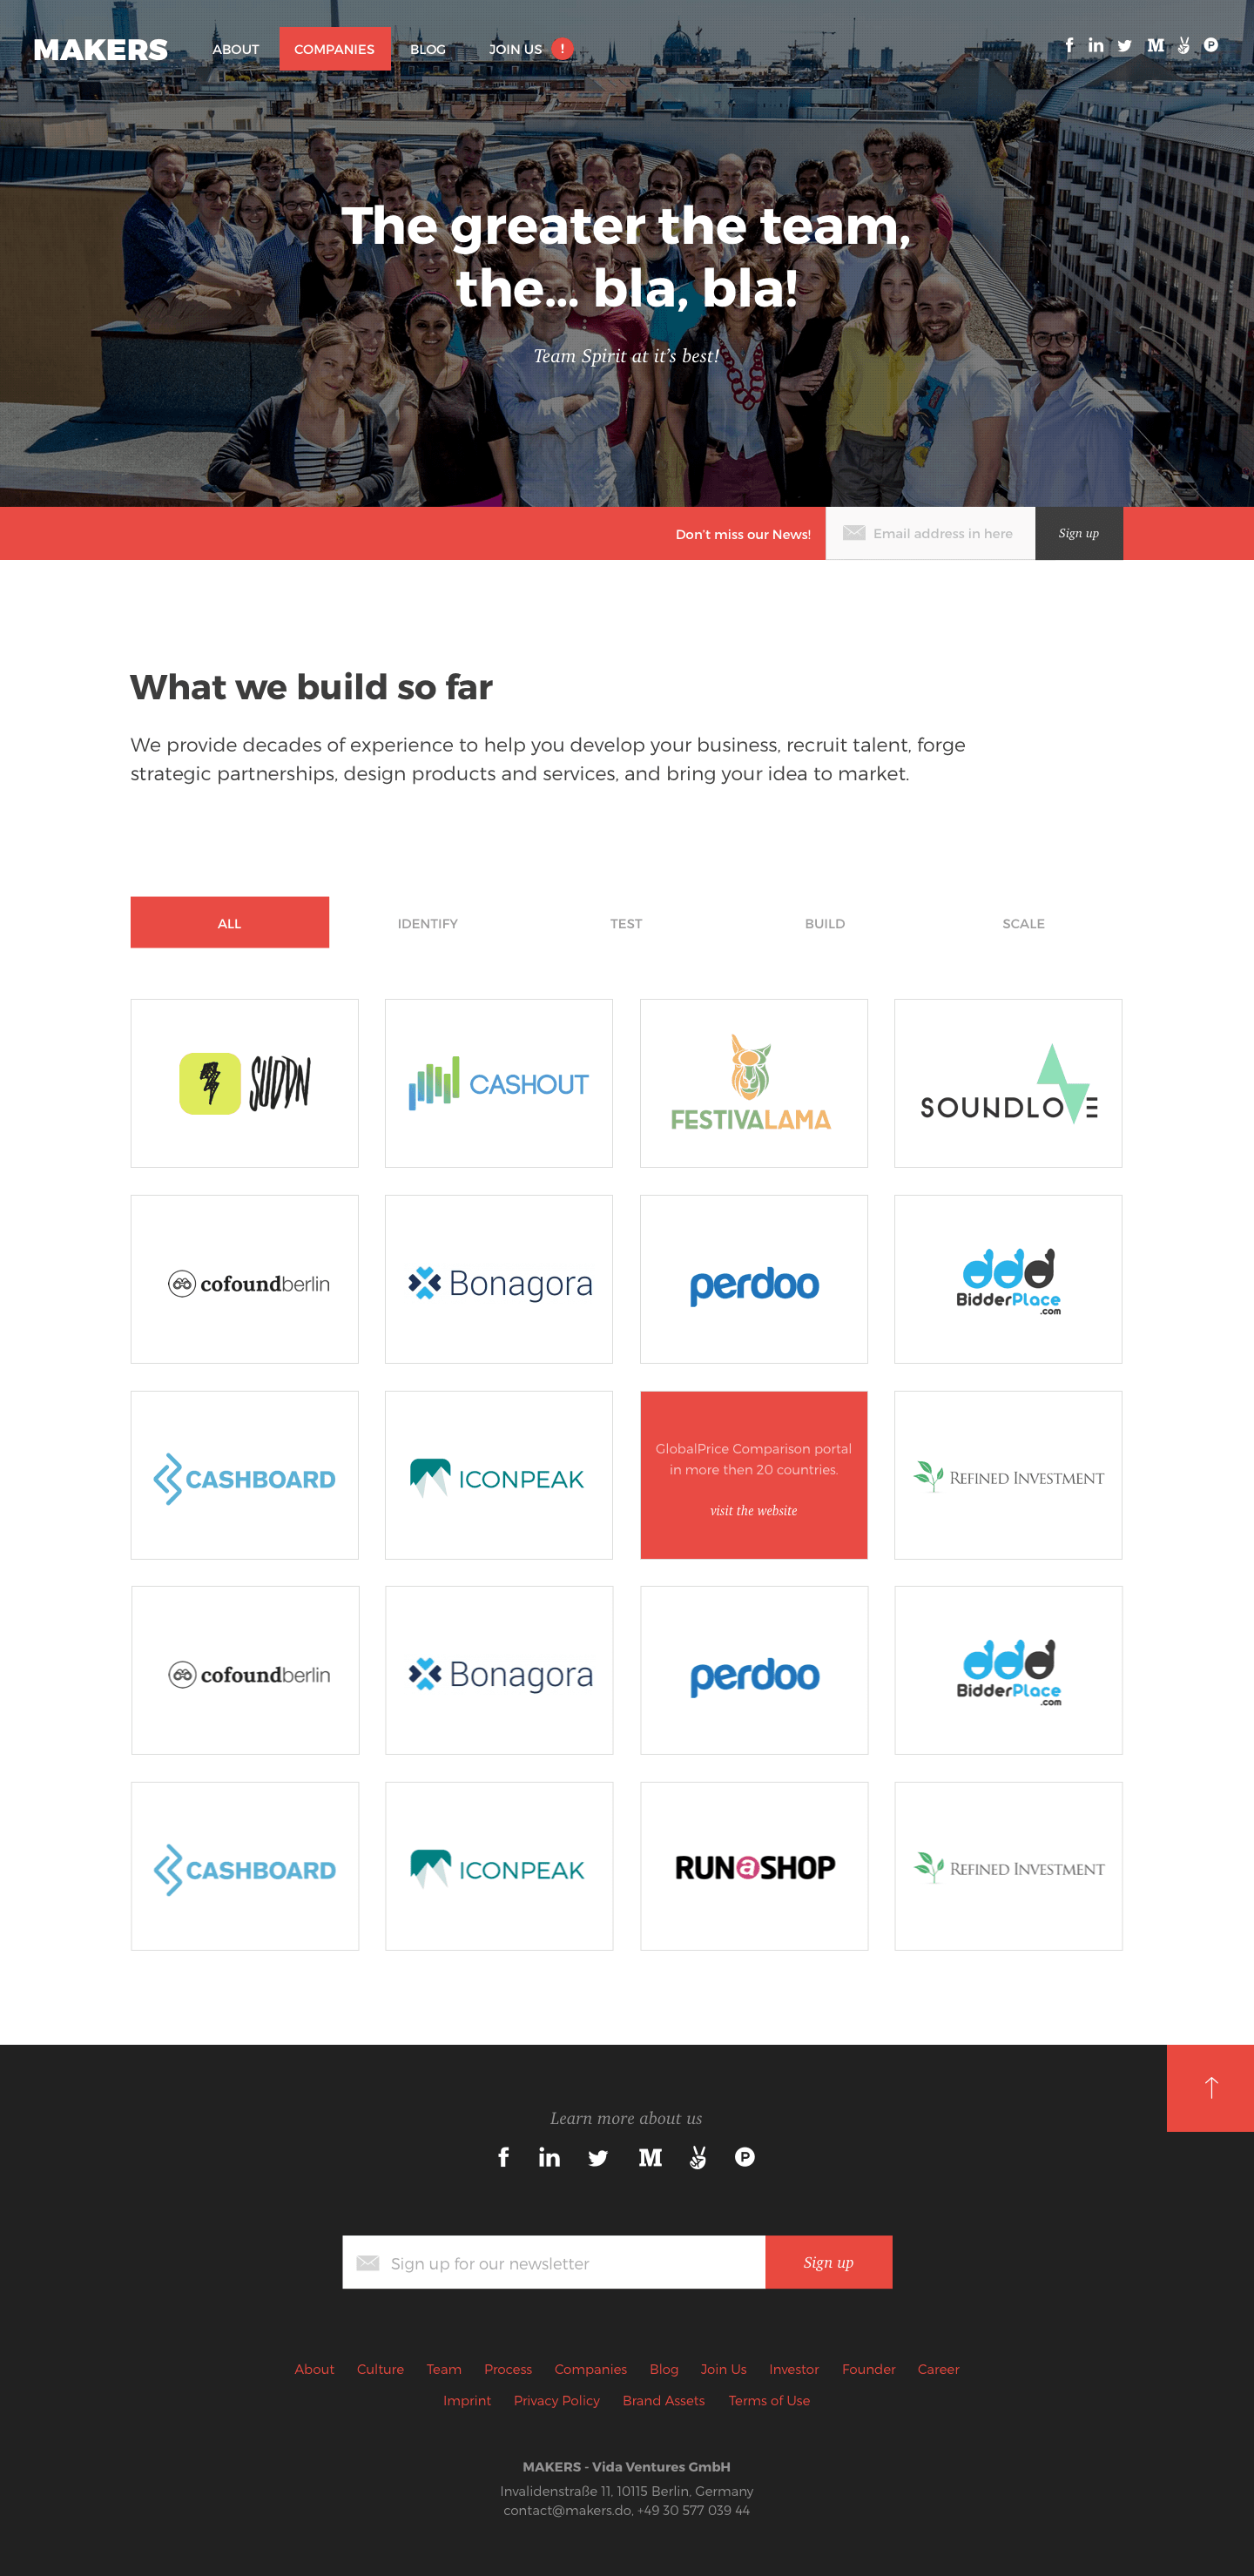 MAKERS ABOUT COMPANIES BLOG JOIN US !
The greater the team,
the... bla, bla!
Team Spirit at it's best!
Don't miss our News! Email address in here Sign up
What we build so far
We provide decades of experience to help you develop your business, recruit talent, forge
strategic partnerships, design products and services, and bring your idea to market.
ALL IDENTIFY TEST BUILD SCALE
SUDDN CASHOUT FESTIVALAMA SOUNDLOVE
cofoundberlin Bonagora perdoo BidderPlace
.com
CASHBOARD ICONPEAK
GlobalPrice Comparison portal
in more then 20 countries.
visit the website
REFINED INVESTMENT
cofoundberlin Bonagora perdoo BidderPlace
.com
CASHBOARD ICONPEAK RUNaSHOP REFINED INVESTMENT
Learn more about us
Sign up for our newsletter Sign up
About Culture Team Process Companies Blog Join Us Investor Founder Career
Imprint Privacy Policy Brand Assets Terms of Use
MAKERS - Vida Ventures GmbH
Invalidenstraße 11, 10115 Berlin, Germany
contact@makers.do, +49 30 577 039 44